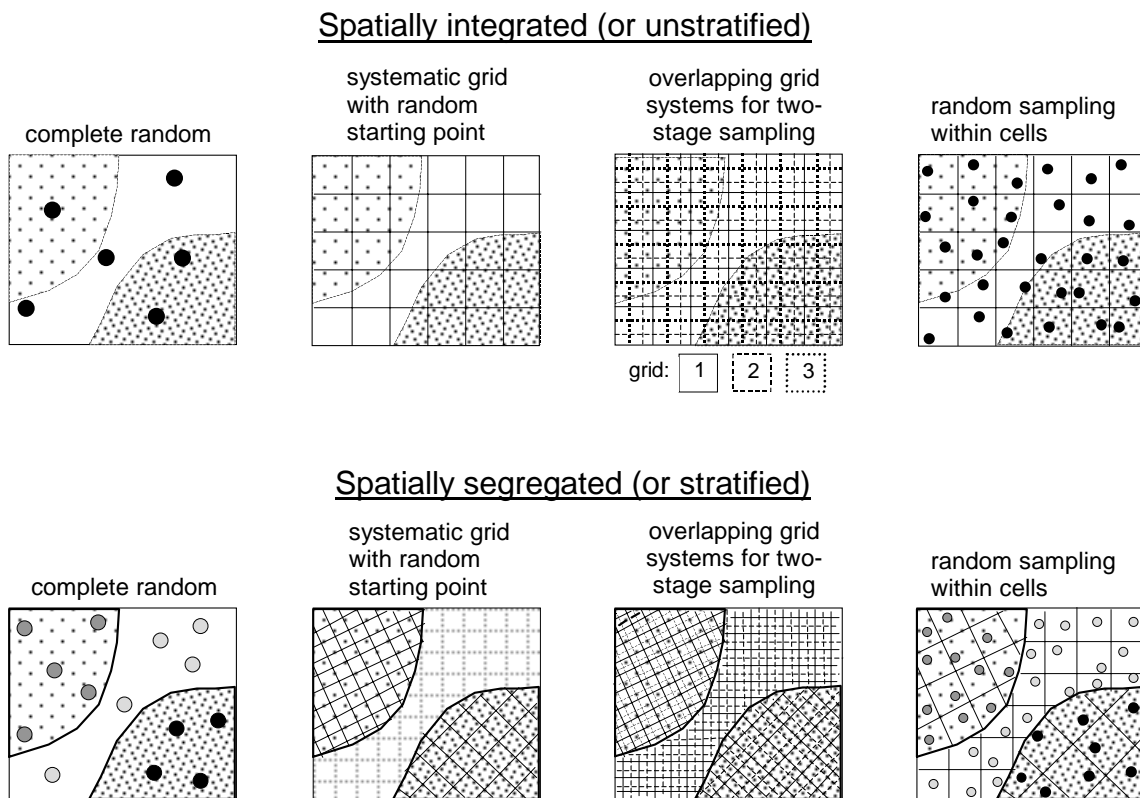 Spatially integrated (or unstratified)
complete random
systematic grid
with random
starting point
overlapping grid
systems for two-
stage sampling
random sampling
within cells
grid: 1 2 3
Spatially segregated (or stratified)
complete random
systematic grid
with random
starting point
overlapping grid
systems for two-
stage sampling
random sampling
within cells